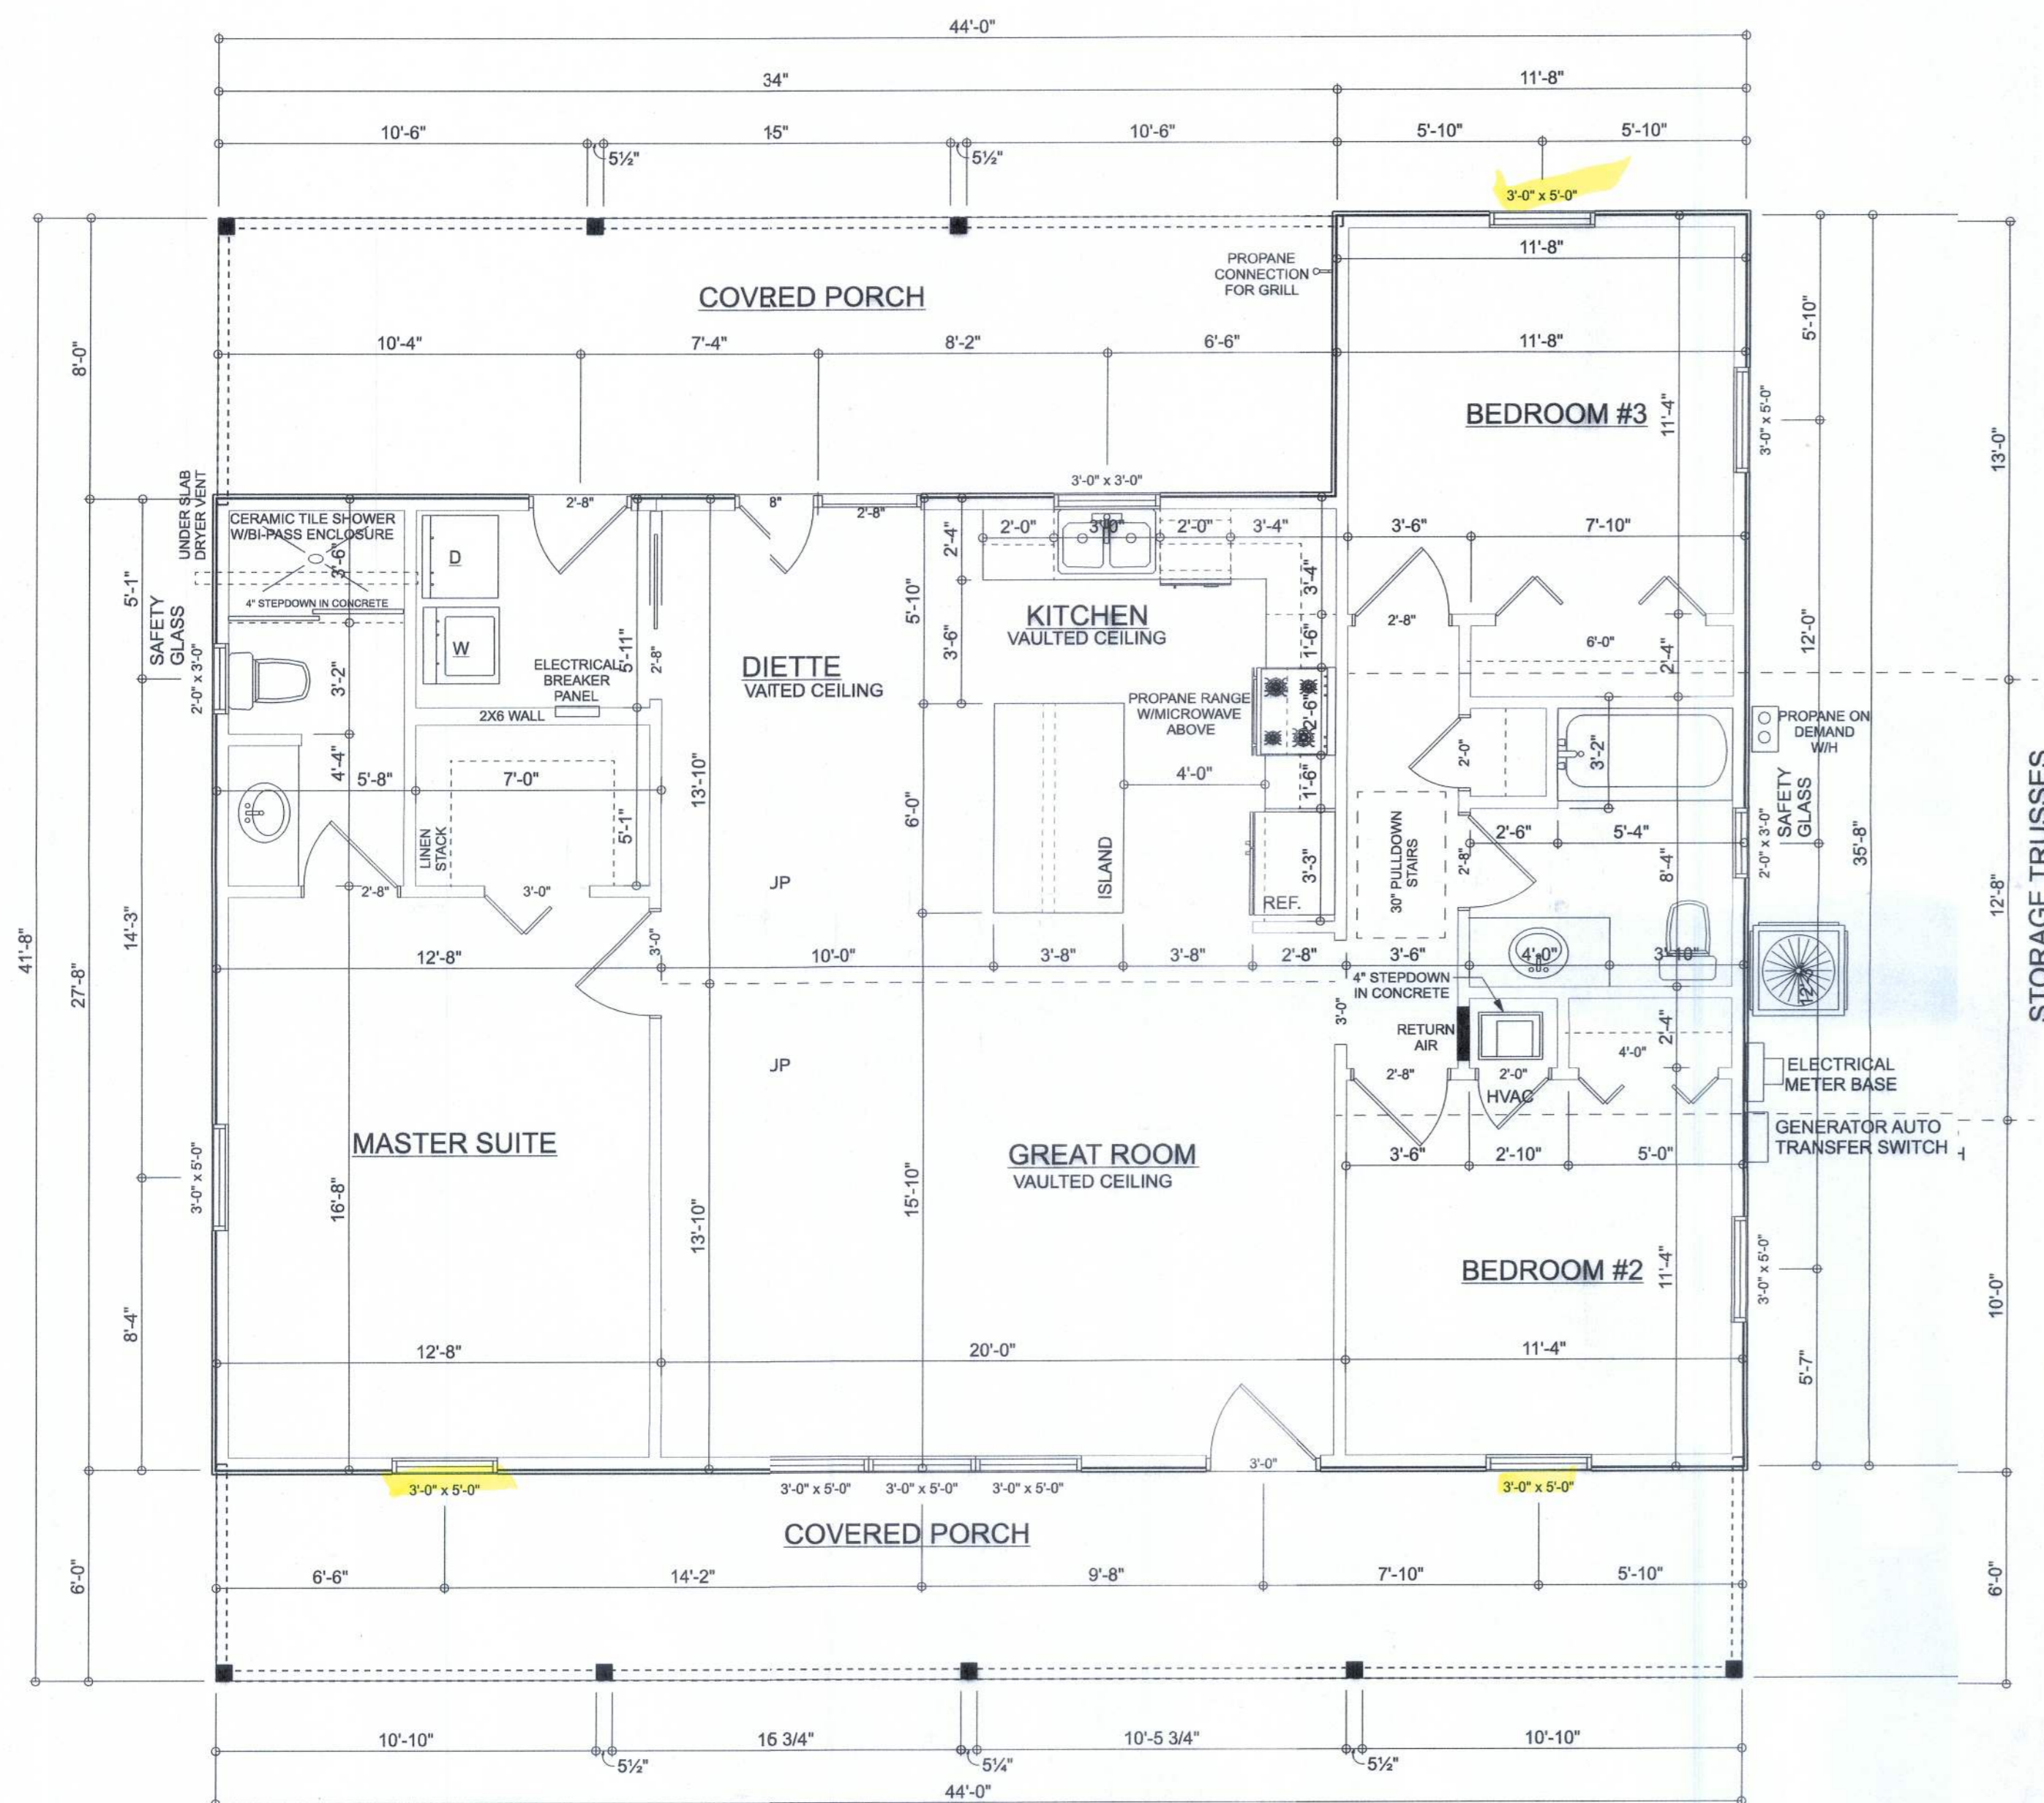 44'-0"
34"
11'-8"
10'-6"
15"
10'-6"
5'-10"
5'-10"
5½"
5½"
3'-0" x 5'-0"
11'-8"
PROPANE
CONNECTION
FOR GRILL
COVRED PORCH
10'-4"
7'-4"
8'-2"
6'-6"
11'-8"
5'-10"
8'-0"
BEDROOM #3
11'-4"
3'-0" x 5'-0"
13'-0"
UNDER SLAB
DRYER VENT
3'-0" x 3'-0"
2'-8"
8"
2'-8"
CERAMIC TILE SHOWER
W/BI-PASS ENCLOSURE
3'-6"
D
2'-4"
2'-0"
3'-0"
2'-0"
3'-4"
3'-6"
7'-10"
4" STEPDOWN IN CONCRETE
5'-1"
SAFETY
GLASS
3'-4"
5'-10"
KITCHEN
VAULTED CEILING
2'-8"
W
5'-11"
2'-8"
3'-6"
1'-6"
6'-0"
2'-4"
12'-0"
ELECTRICAL
BREAKER
PANEL
DIETTE
VAITED CEILING
2'-0" x 3'-0"
3'-2"
2X6 WALL
PROPANE RANGE
W/MICROWAVE
ABOVE
2'-6"
PROPANE ON
DEMAND
W/H
2'-0"
3'-2"
4'-4"
5'-8"
7'-0"
13'-10"
4'-0"
1'-6"
6'-0"
SAFETY
GLASS
2'-0" x 3'-0"
35'-8"
STORAGE TRUSSES
LINEN
STACK
5'-1"
ISLAND
3'-3"
30" PULLDOWN
STAIRS
2'-8"
2'-6"
5'-4"
8'-4"
2'-8"
3'-0"
JP
REF.
12'-8"
14'-3"
41'-8"
27'-8"
12'-8"
3'-0"
10'-0"
3'-8"
3'-8"
2'-8"
3'-6"
4'-0"
3'-10"
4" STEPDOWN
IN CONCRETE
3'-0"
RETURN
AIR
2'-4"
4'-0"
JP
2'-8"
2'-0"
HVAC
ELECTRICAL
METER BASE
GENERATOR AUTO
TRANSFER SWITCH
MASTER SUITE
GREAT ROOM
VAULTED CEILING
3'-6"
2'-10"
5'-0"
3'-0" x 5'-0"
16'-8"
13'-10"
15'-10"
BEDROOM #2
11'-4"
3'-0" x 5'-0"
10'-0"
8'-4"
12'-8"
20'-0"
11'-4"
5'-7"
3'-0"
3'-0" x 5'-0"
3'-0" x 5'-0"
3'-0" x 5'-0"
3'-0" x 5'-0"
3'-0" x 5'-0"
COVERED PORCH
6'-0"
6'-6"
14'-2"
9'-8"
7'-10"
5'-10"
6'-0"
10'-10"
16 3/4"
10'-5 3/4"
10'-10"
5½"
5¼"
5½"
44'-0"